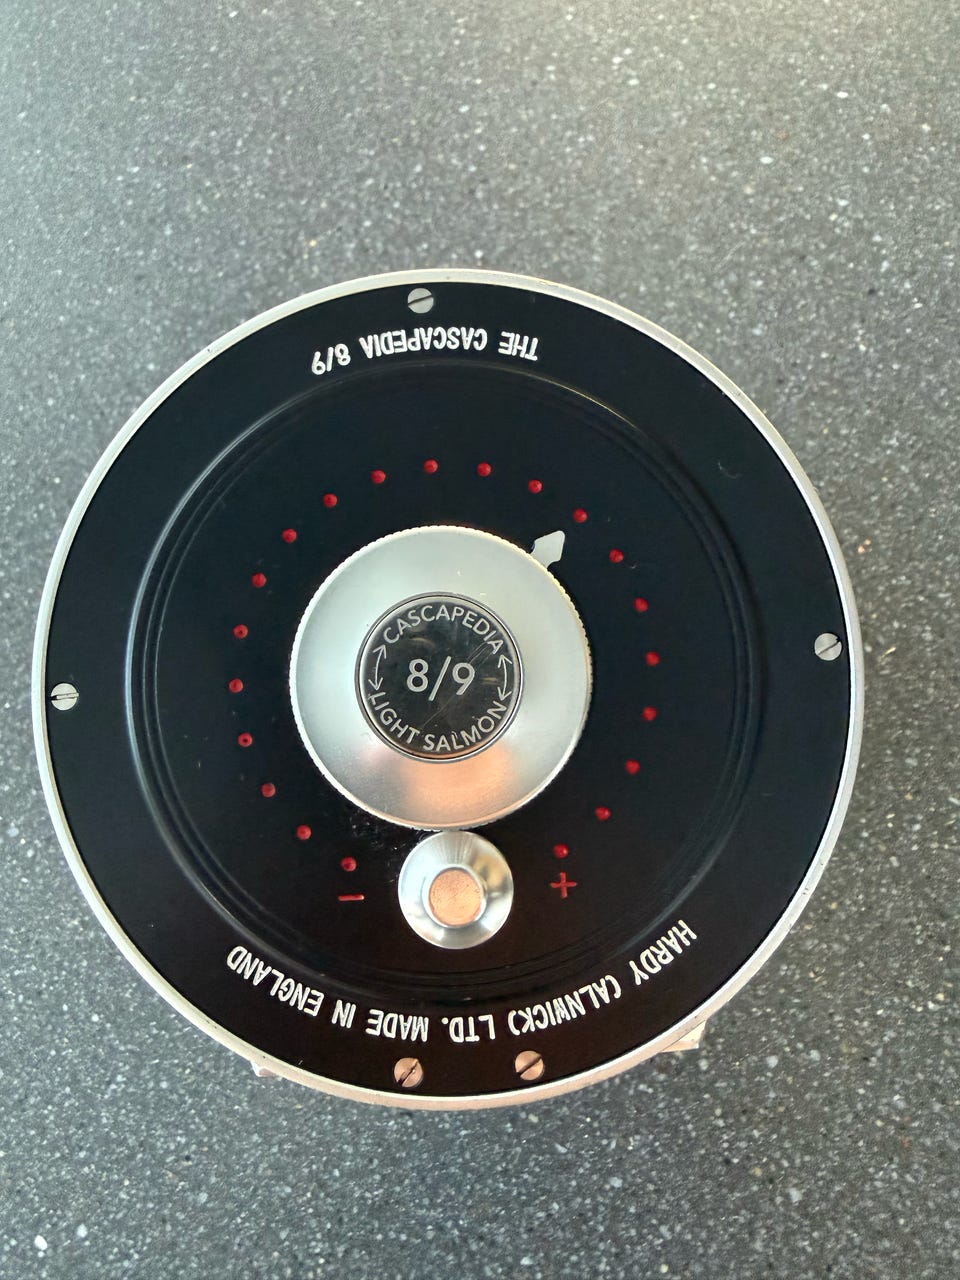 THE CASCAPEDIA 8/9
CASCAPEDIA
8/9
LIGHT SALMON
- +
HARDY (ALNWICK) LTD. MADE IN ENGLAND